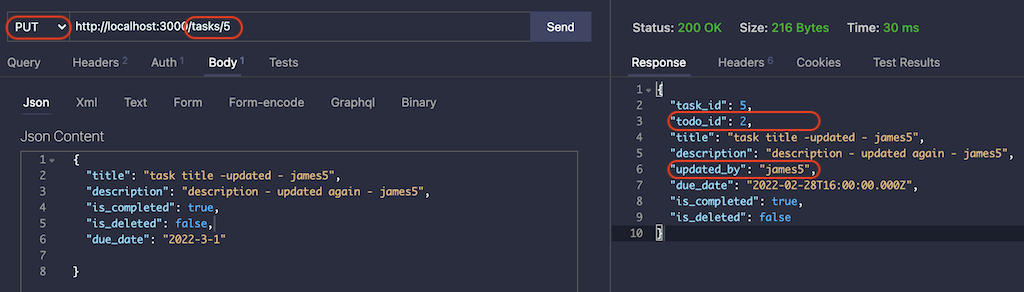 PUT http://localhost:3000/tasks/5 Send
Query Headers 2 Auth 1 Body 1 Tests
Json Xml Text Form Form-encode Graphql Binary
Json Content
1 {
2 "title": "task title -updated - james5",
3 "description": "description - updated again - james5",
4 "is_completed": true,
5 "is_deleted": false,
6 "due_date": "2022-3-1"
7
8 }
Status: 200 OK Size: 216 Bytes Time: 30 ms
Response Headers 6 Cookies Test Results
1 {
2 "task_id": 5,
3 "todo_id": 2,
4 "title": "task title -updated - james5",
5 "description": "description - updated again - james5",
6 "updated_by": "james5",
7 "due_date": "2022-02-28T16:00:00.000Z",
8 "is_completed": true,
9 "is_deleted": false
10 }